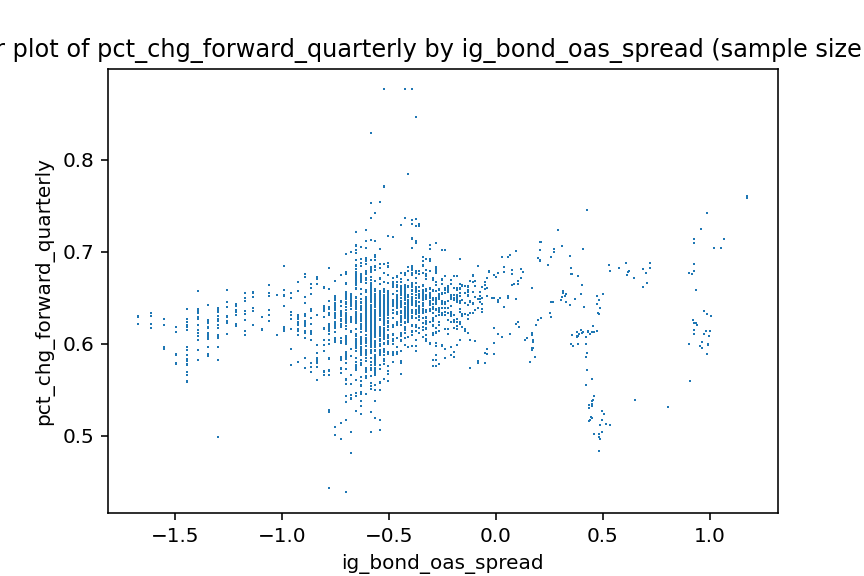 r plot of pct_chg_forward_quarterly by ig_bond_oas_spread (sample size
pct_chg_forward_quarterly
0.8
0.7
0.6
0.5
−1.5 −1.0 −0.5 0.0 0.5 1.0
ig_bond_oas_spread